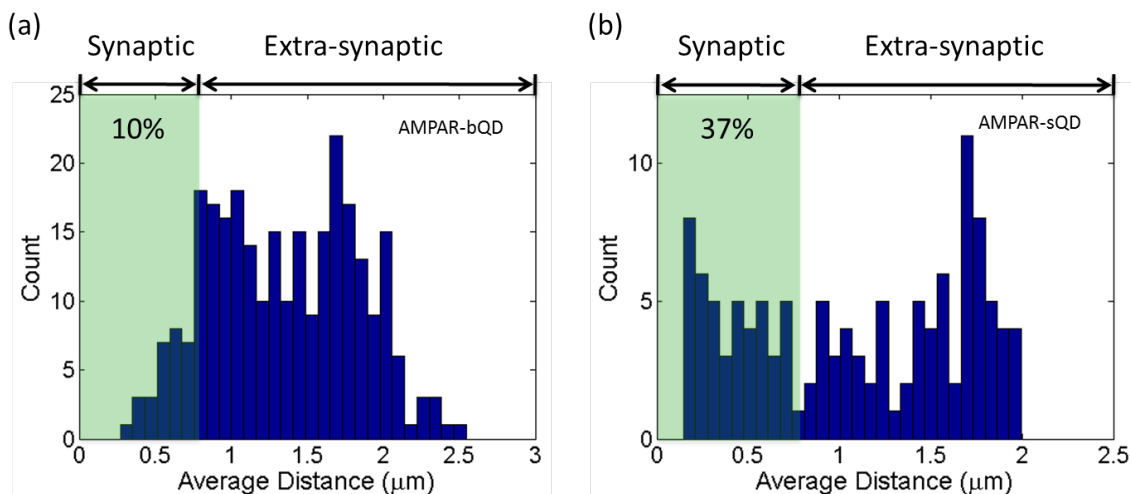 (a)
Synaptic
Extra-synaptic
25
20
15
10
5
0
10%
AMPAR-bQD
Count
0
0.5
1
1.5
2
2.5
3
Average Distance (μm)
(b)
Synaptic
Extra-synaptic
10
5
0
37%
AMPAR-sQD
Count
0
0.5
1
1.5
2
2.5
Average Distance (μm)